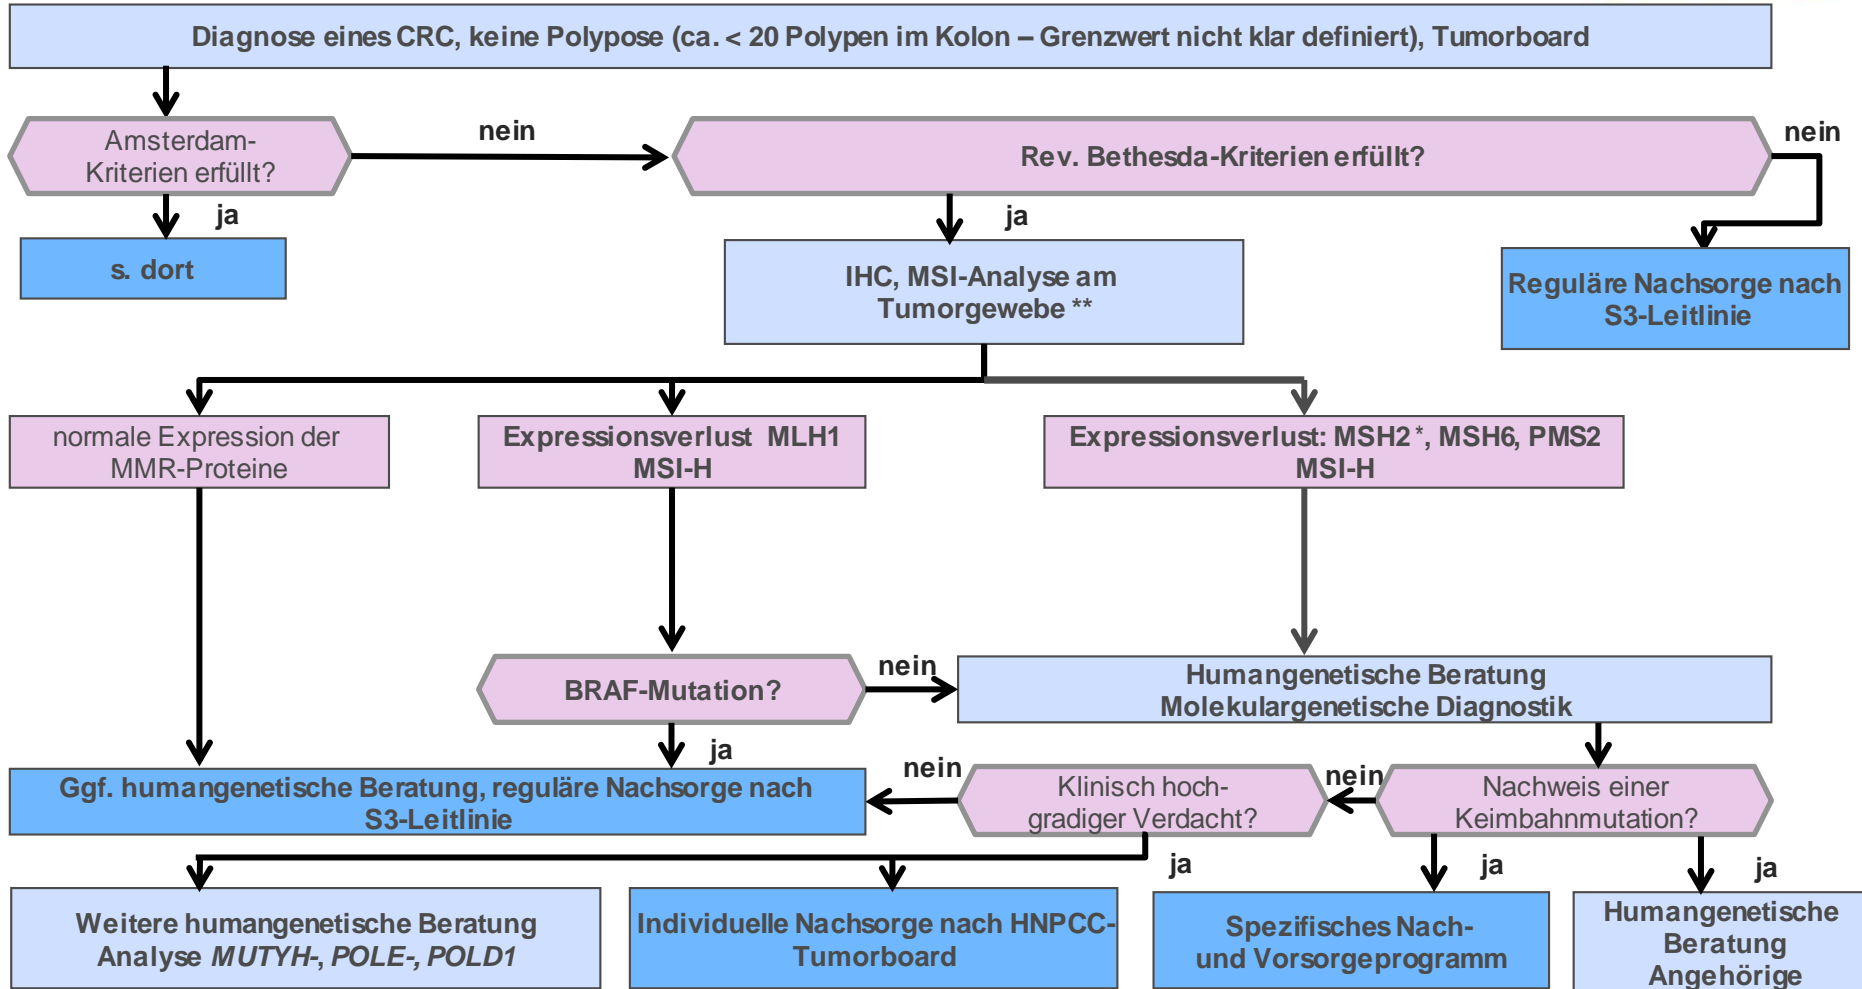 Diagnose eines CRC, keine Polypose (ca. < 20 Polypen im Kolon – Grenzwert nicht klar definiert), Tumorboard
Amsterdam-
Kriterien erfüllt?
nein
Rev. Bethesda-Kriterien erfüllt?
nein
ja
ja
s. dort
IHC, MSI-Analyse am
Tumorgewebe **
Reguläre Nachsorge nach
S3-Leitlinie
normale Expression der
MMR-Proteine
Expressionsverlust MLH1
MSI-H
Expressionsverlust: MSH2 *, MSH6, PMS2
MSI-H
BRAF-Mutation?
nein
Humangenetische Beratung
Molekulargenetische Diagnostik
ja
Ggf. humangenetische Beratung, reguläre Nachsorge nach
S3-Leitlinie
nein
Klinisch hoch-
gradiger Verdacht?
nein
Nachweis einer
Keimbahnmutation?
ja
ja
ja
Weitere humangenetische Beratung
Analyse MUTYH-, POLE-, POLD1
Individuelle Nachsorge nach HNPCC-
Tumorboard
Spezifisches Nach-
und Vorsorgeprogramm
Humangenetische
Beratung
Angehörige